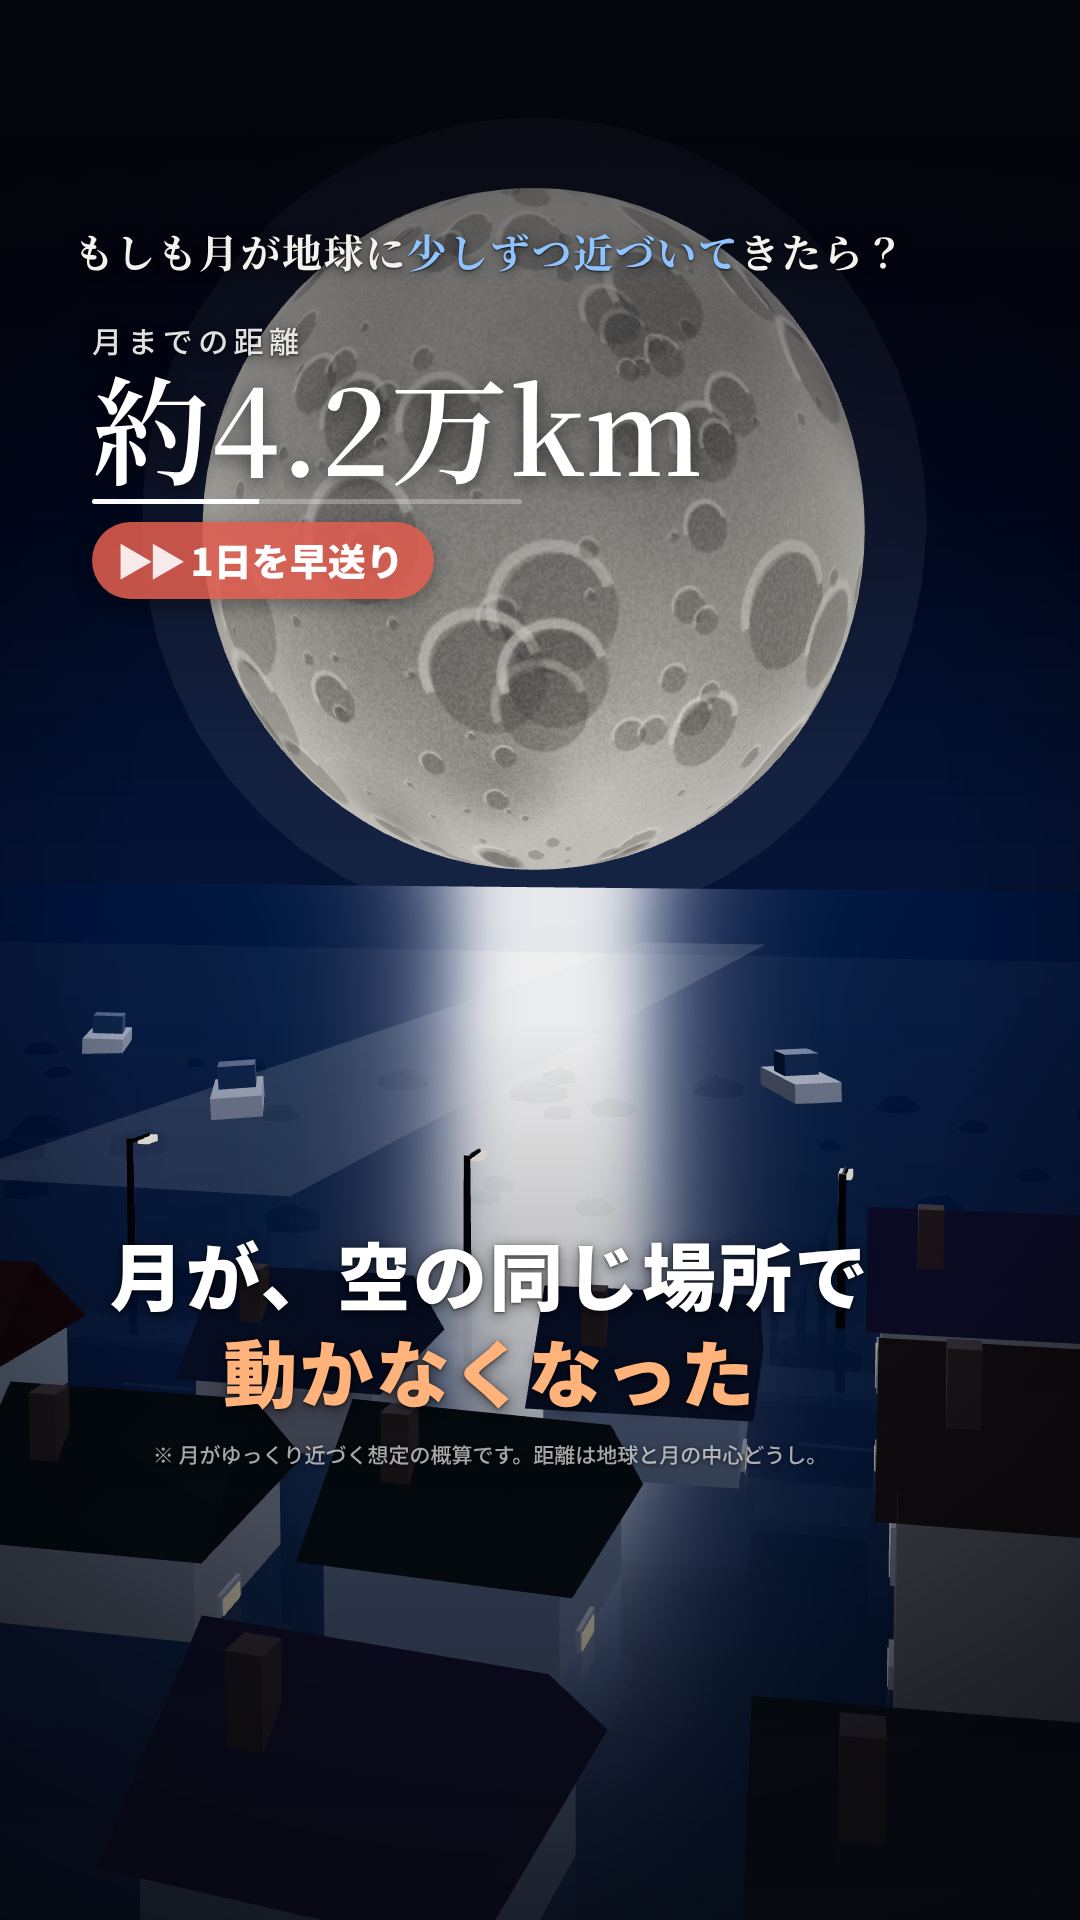 もしも月が地球に少しずつ近づいてきたら？
月までの距離
約4.2万km
▶▶1日を早送り
月が、空の同じ場所で
動かなくなった
※ 月がゆっくり近づく想定の概算です。距離は地球と月の中心どうし。